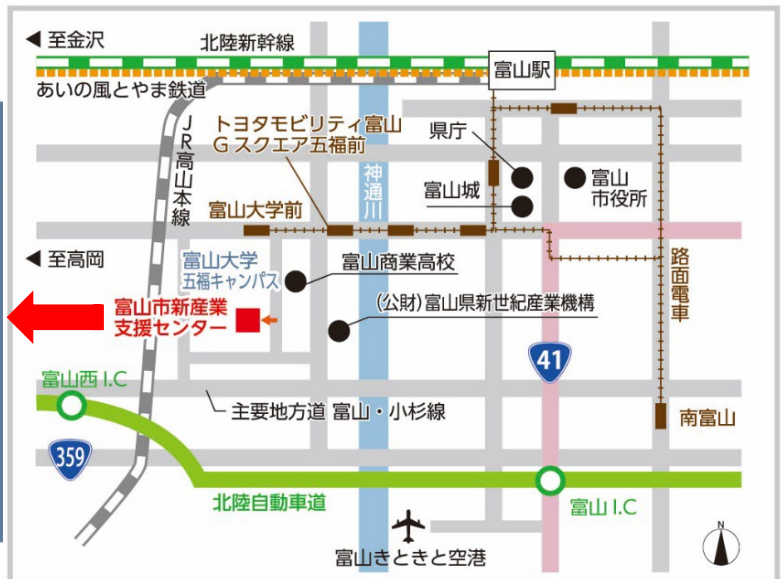 ◀ 至金沢
北陸新幹線
富山駅
あいの風とやま鉄道
JR高山本線
トヨタモビリティ富山
Gスクエア五福前
県庁
神通川
富山城
富山
市役所
富山大学前
◀ 至高岡
富山大学
五福キャンパス
富山商業高校
路面電車
富山市新産業
支援センター
(公財)富山県新世紀産業機構
41
富山西I.C
主要地方道 富山・小杉線
南富山
359
北陸自動車道
富山I.C
N
富山きときと空港